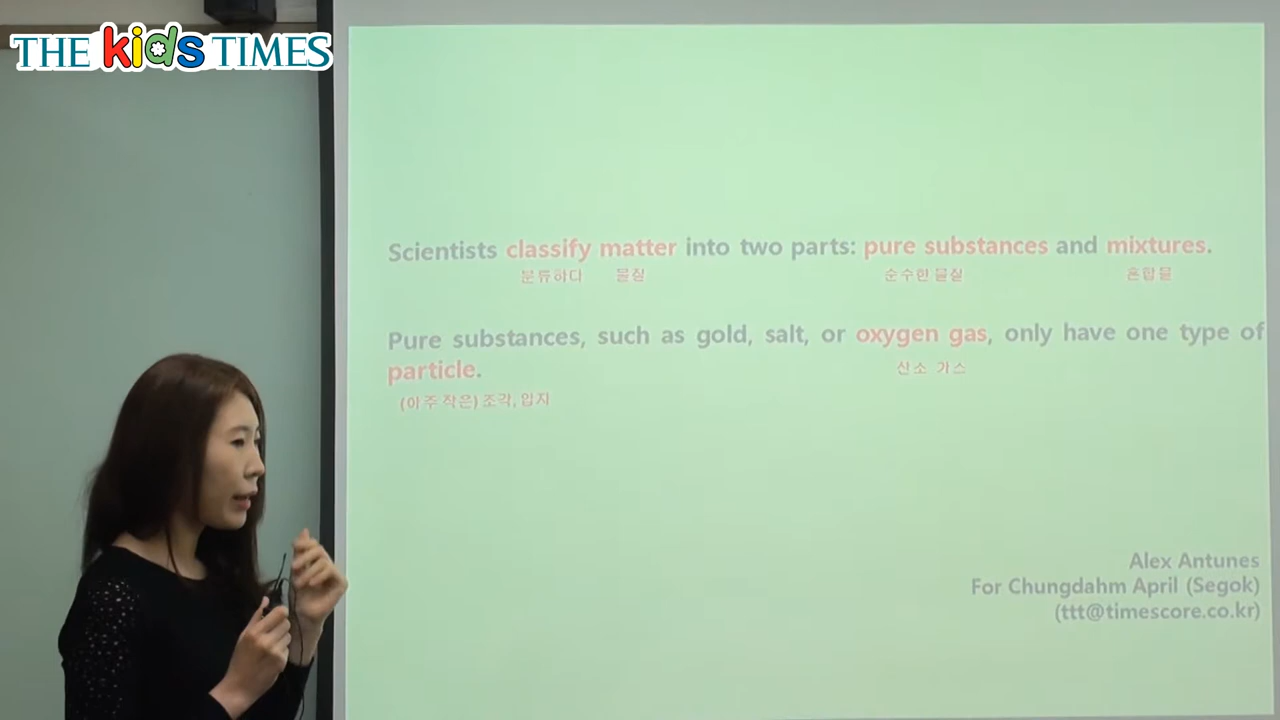 THE kids TIMES
Scientists classify matter into two parts: pure substances and mixtures.
분류하다 물질 순수한 물질 혼합물
Pure substances, such as gold, salt, or oxygen gas, only have one type of
particle.
산소 가스
(아주 작은) 조각, 입자
Alex Antunes
For Chungdahm April (Segok)
(ttt@timescore.co.kr)